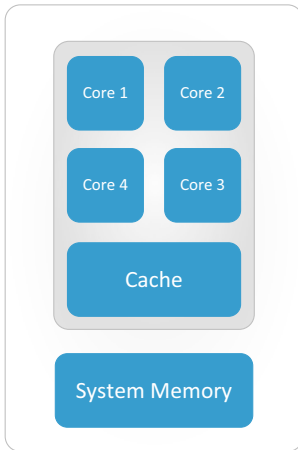 Core 1
Core 2
Core 4
Core 3
Cache
System Memory